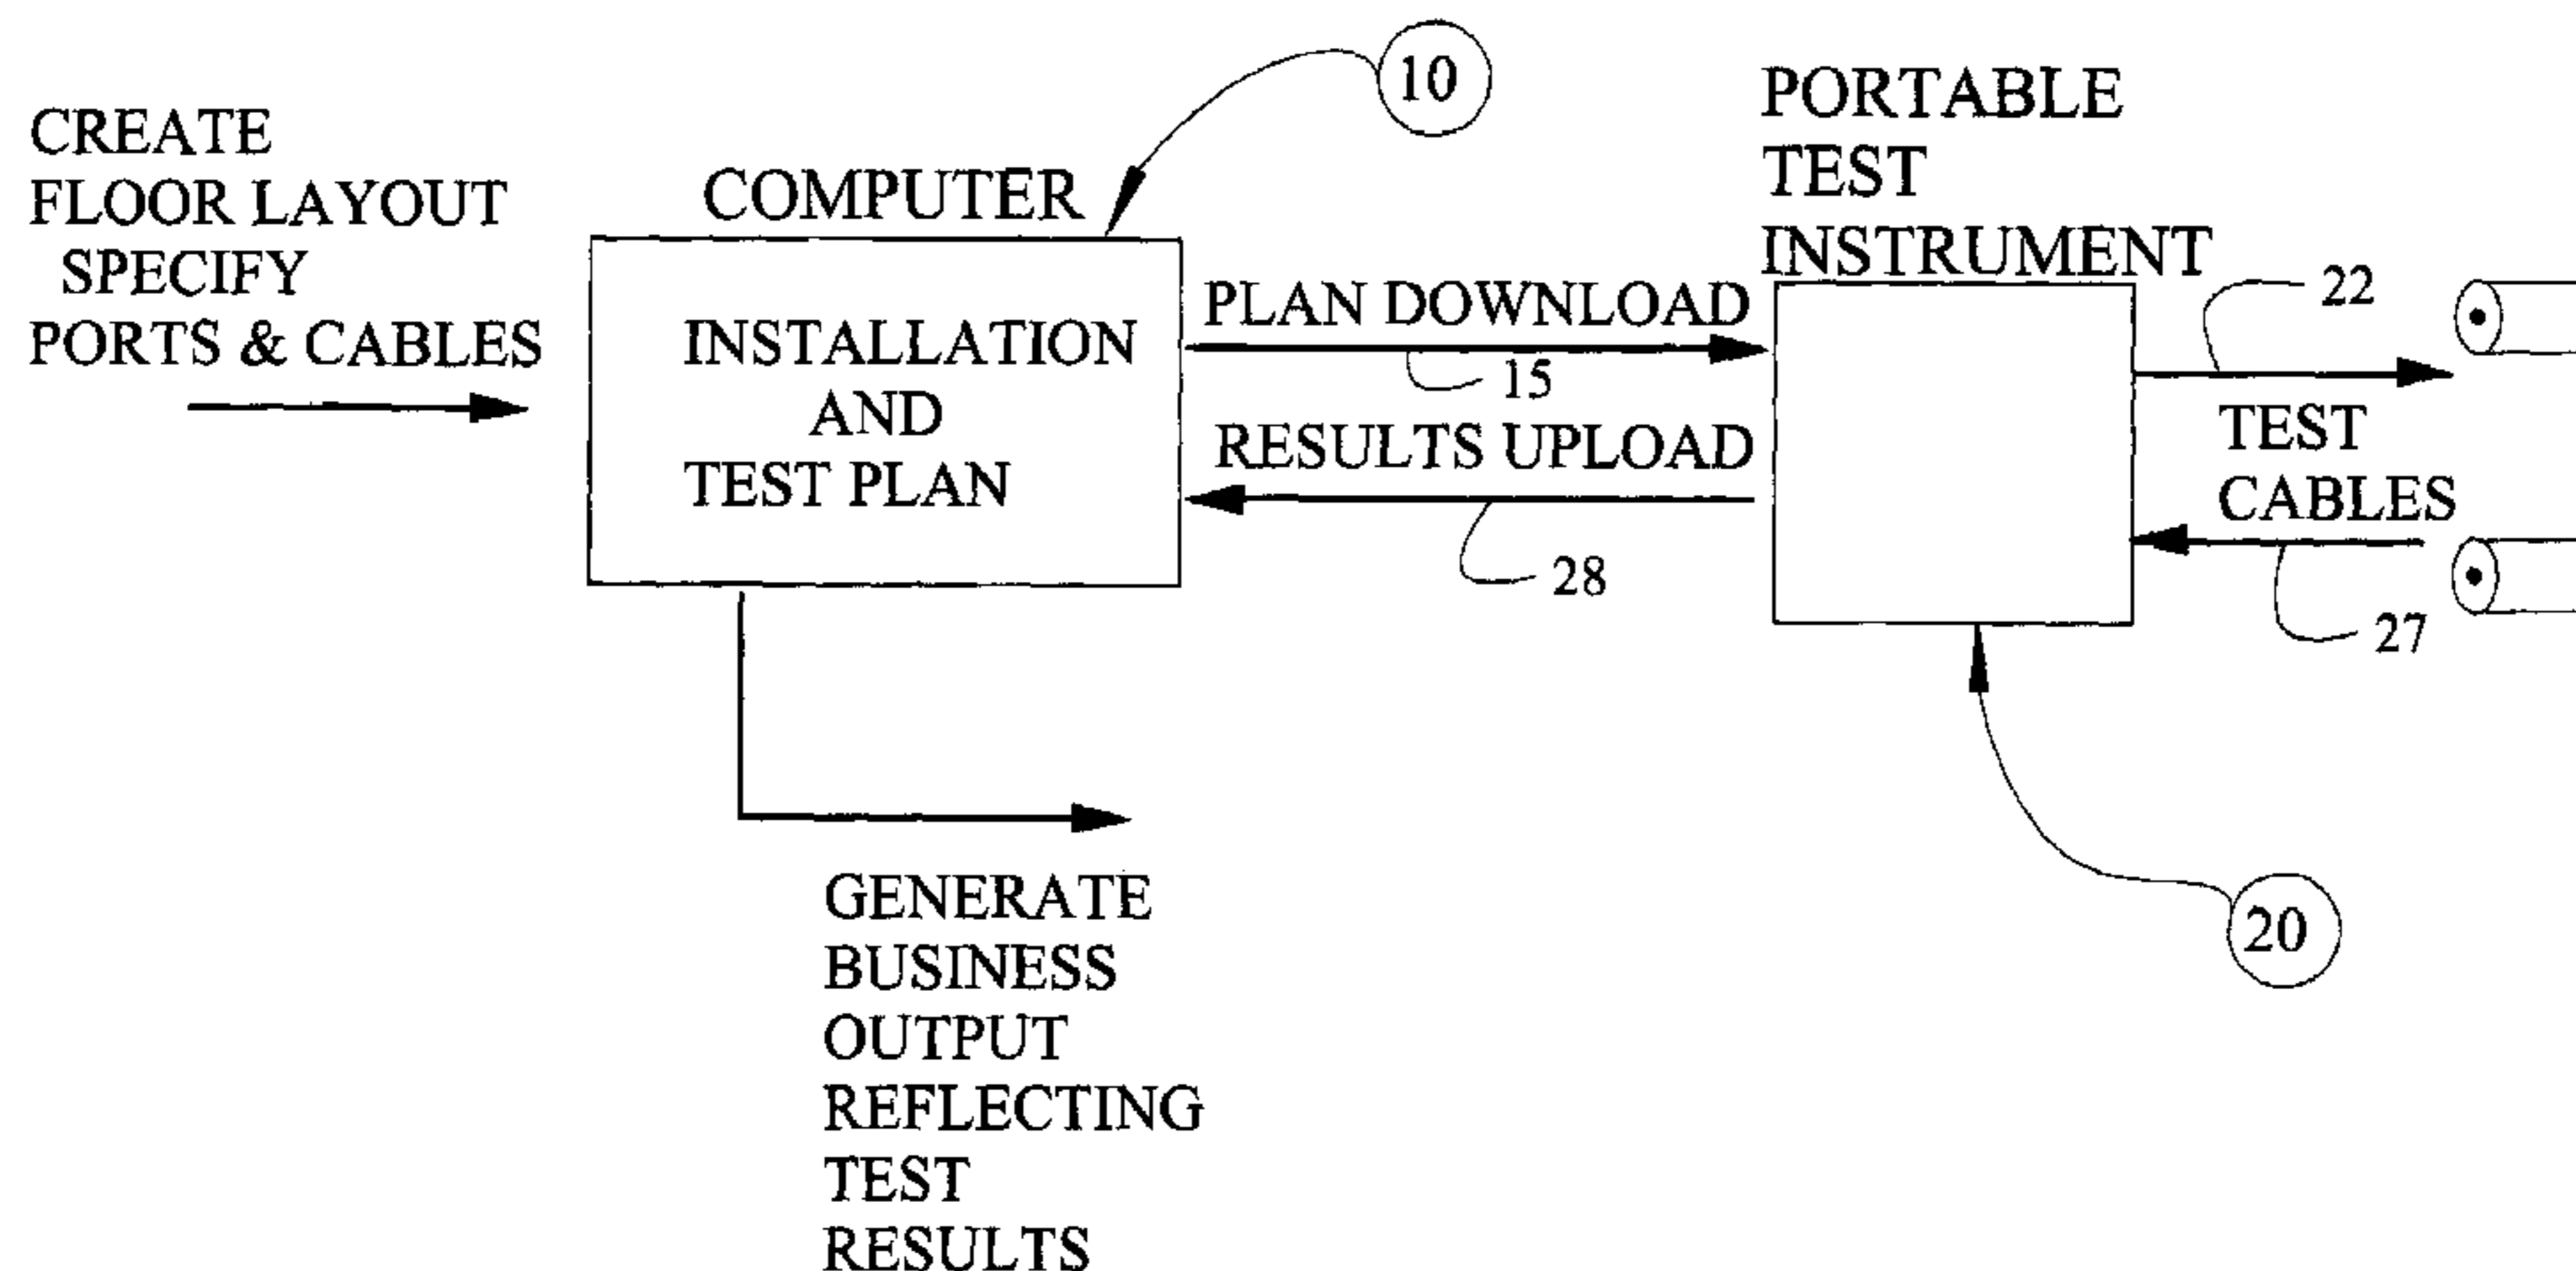 CREATE
FLOOR LAYOUT
SPECIFY
PORTS & CABLES
COMPUTER
10
INSTALLATION
AND
TEST PLAN
PLAN DOWNLOAD
15
RESULTS UPLOAD
28
PORTABLE
TEST
INSTRUMENT
22
TEST
CABLES
27
20
GENERATE
BUSINESS
OUTPUT
REFLECTING
TEST
RESULTS